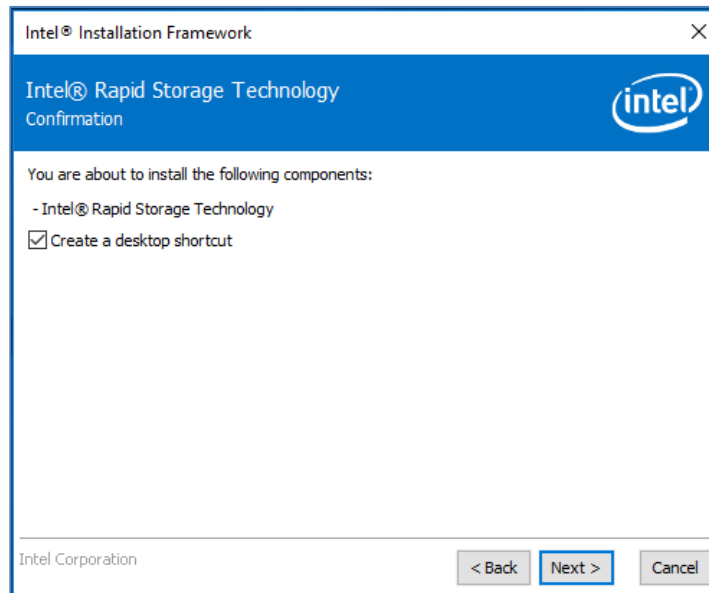 Intel® Installation Framework
Intel® Rapid Storage Technology
Confirmation
intel
You are about to install the following components:
- Intel® Rapid Storage Technology
Create a desktop shortcut
Intel Corporation
< Back Next > Cancel